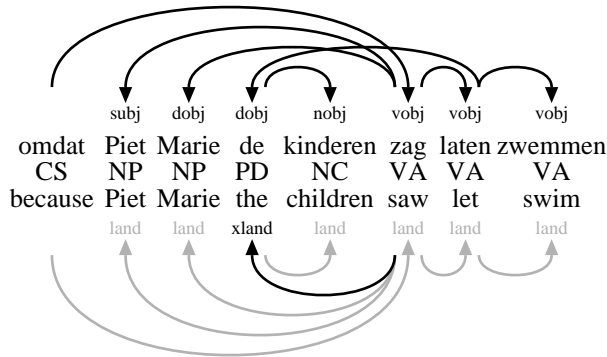 subj dobj dobj nobj vobj vobj vobj
omdat Piet Marie de kinderen zag laten zwemmen
CS NP NP PD NC VA VA VA
because Piet Marie the children saw let swim
land land xland land land land land